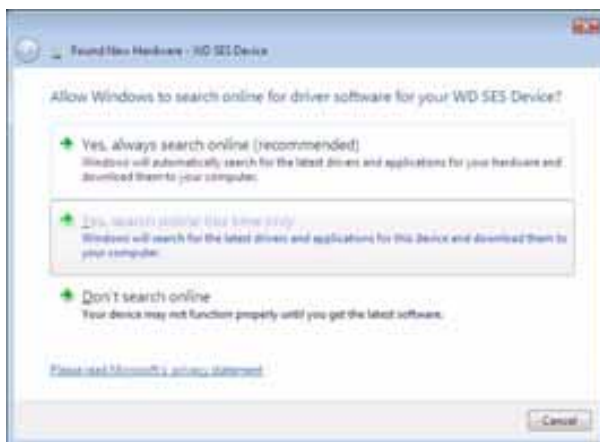 Found New Hardware - WD SES Device
Allow Windows to search online for driver software for your WD SES Device?
Yes, always search online (recommended)
Windows will automatically search for the latest drivers and applications for your hardware and
download them to your computer.
Yes, search online this time only
Windows will search for the latest drivers and applications for this device and download them to
your computer.
Don't search online
Your device may not function properly until you get the latest software.
Please read Microsoft's privacy statement
Cancel